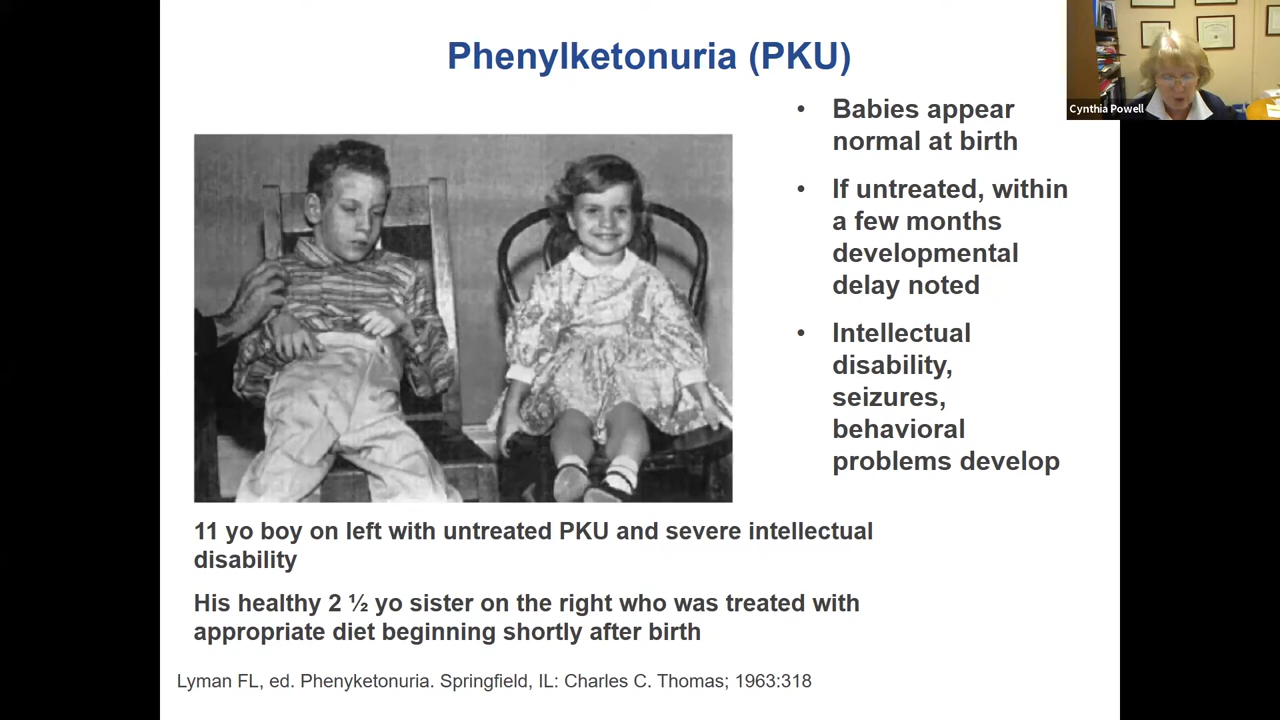 Phenylketonuria (PKU)
• Babies appear
normal at birth
• If untreated, within
a few months
developmental
delay noted
• Intellectual
disability,
seizures,
behavioral
problems develop
11 yo boy on left with untreated PKU and severe intellectual
disability
His healthy 2 ½ yo sister on the right who was treated with
appropriate diet beginning shortly after birth
Lyman FL, ed. Phenyketonuria. Springfield, IL: Charles C. Thomas; 1963:318
Cynthia Powell